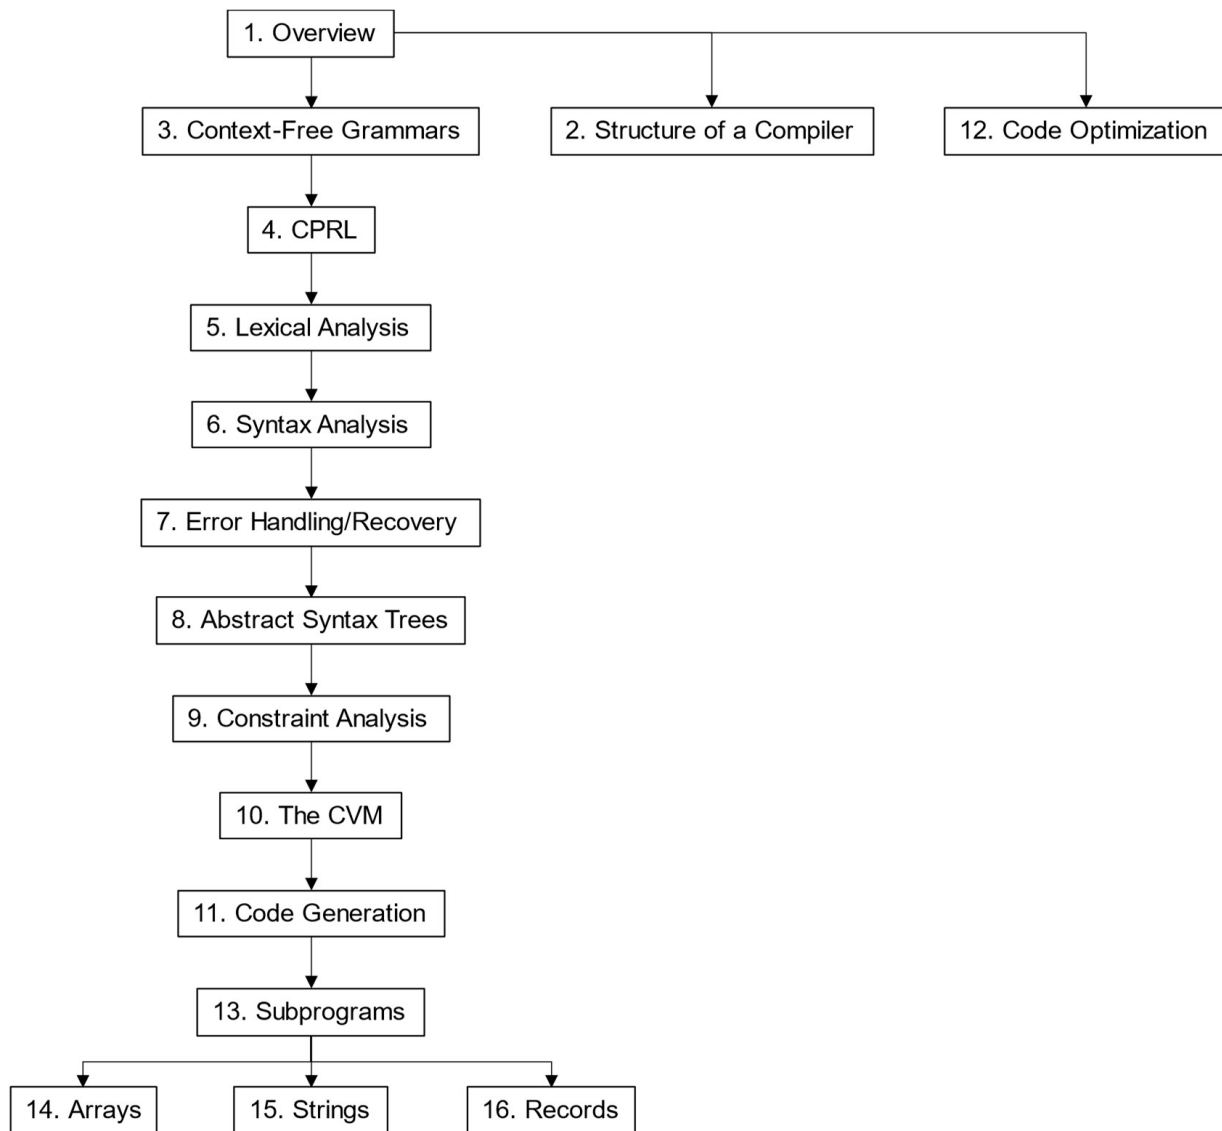 1. Overview
3. Context-Free Grammars
2. Structure of a Compiler
12. Code Optimization
4. CPRL
5. Lexical Analysis
6. Syntax Analysis
7. Error Handling/Recovery
8. Abstract Syntax Trees
9. Constraint Analysis
10. The CVM
11. Code Generation
13. Subprograms
14. Arrays
15. Strings
16. Records